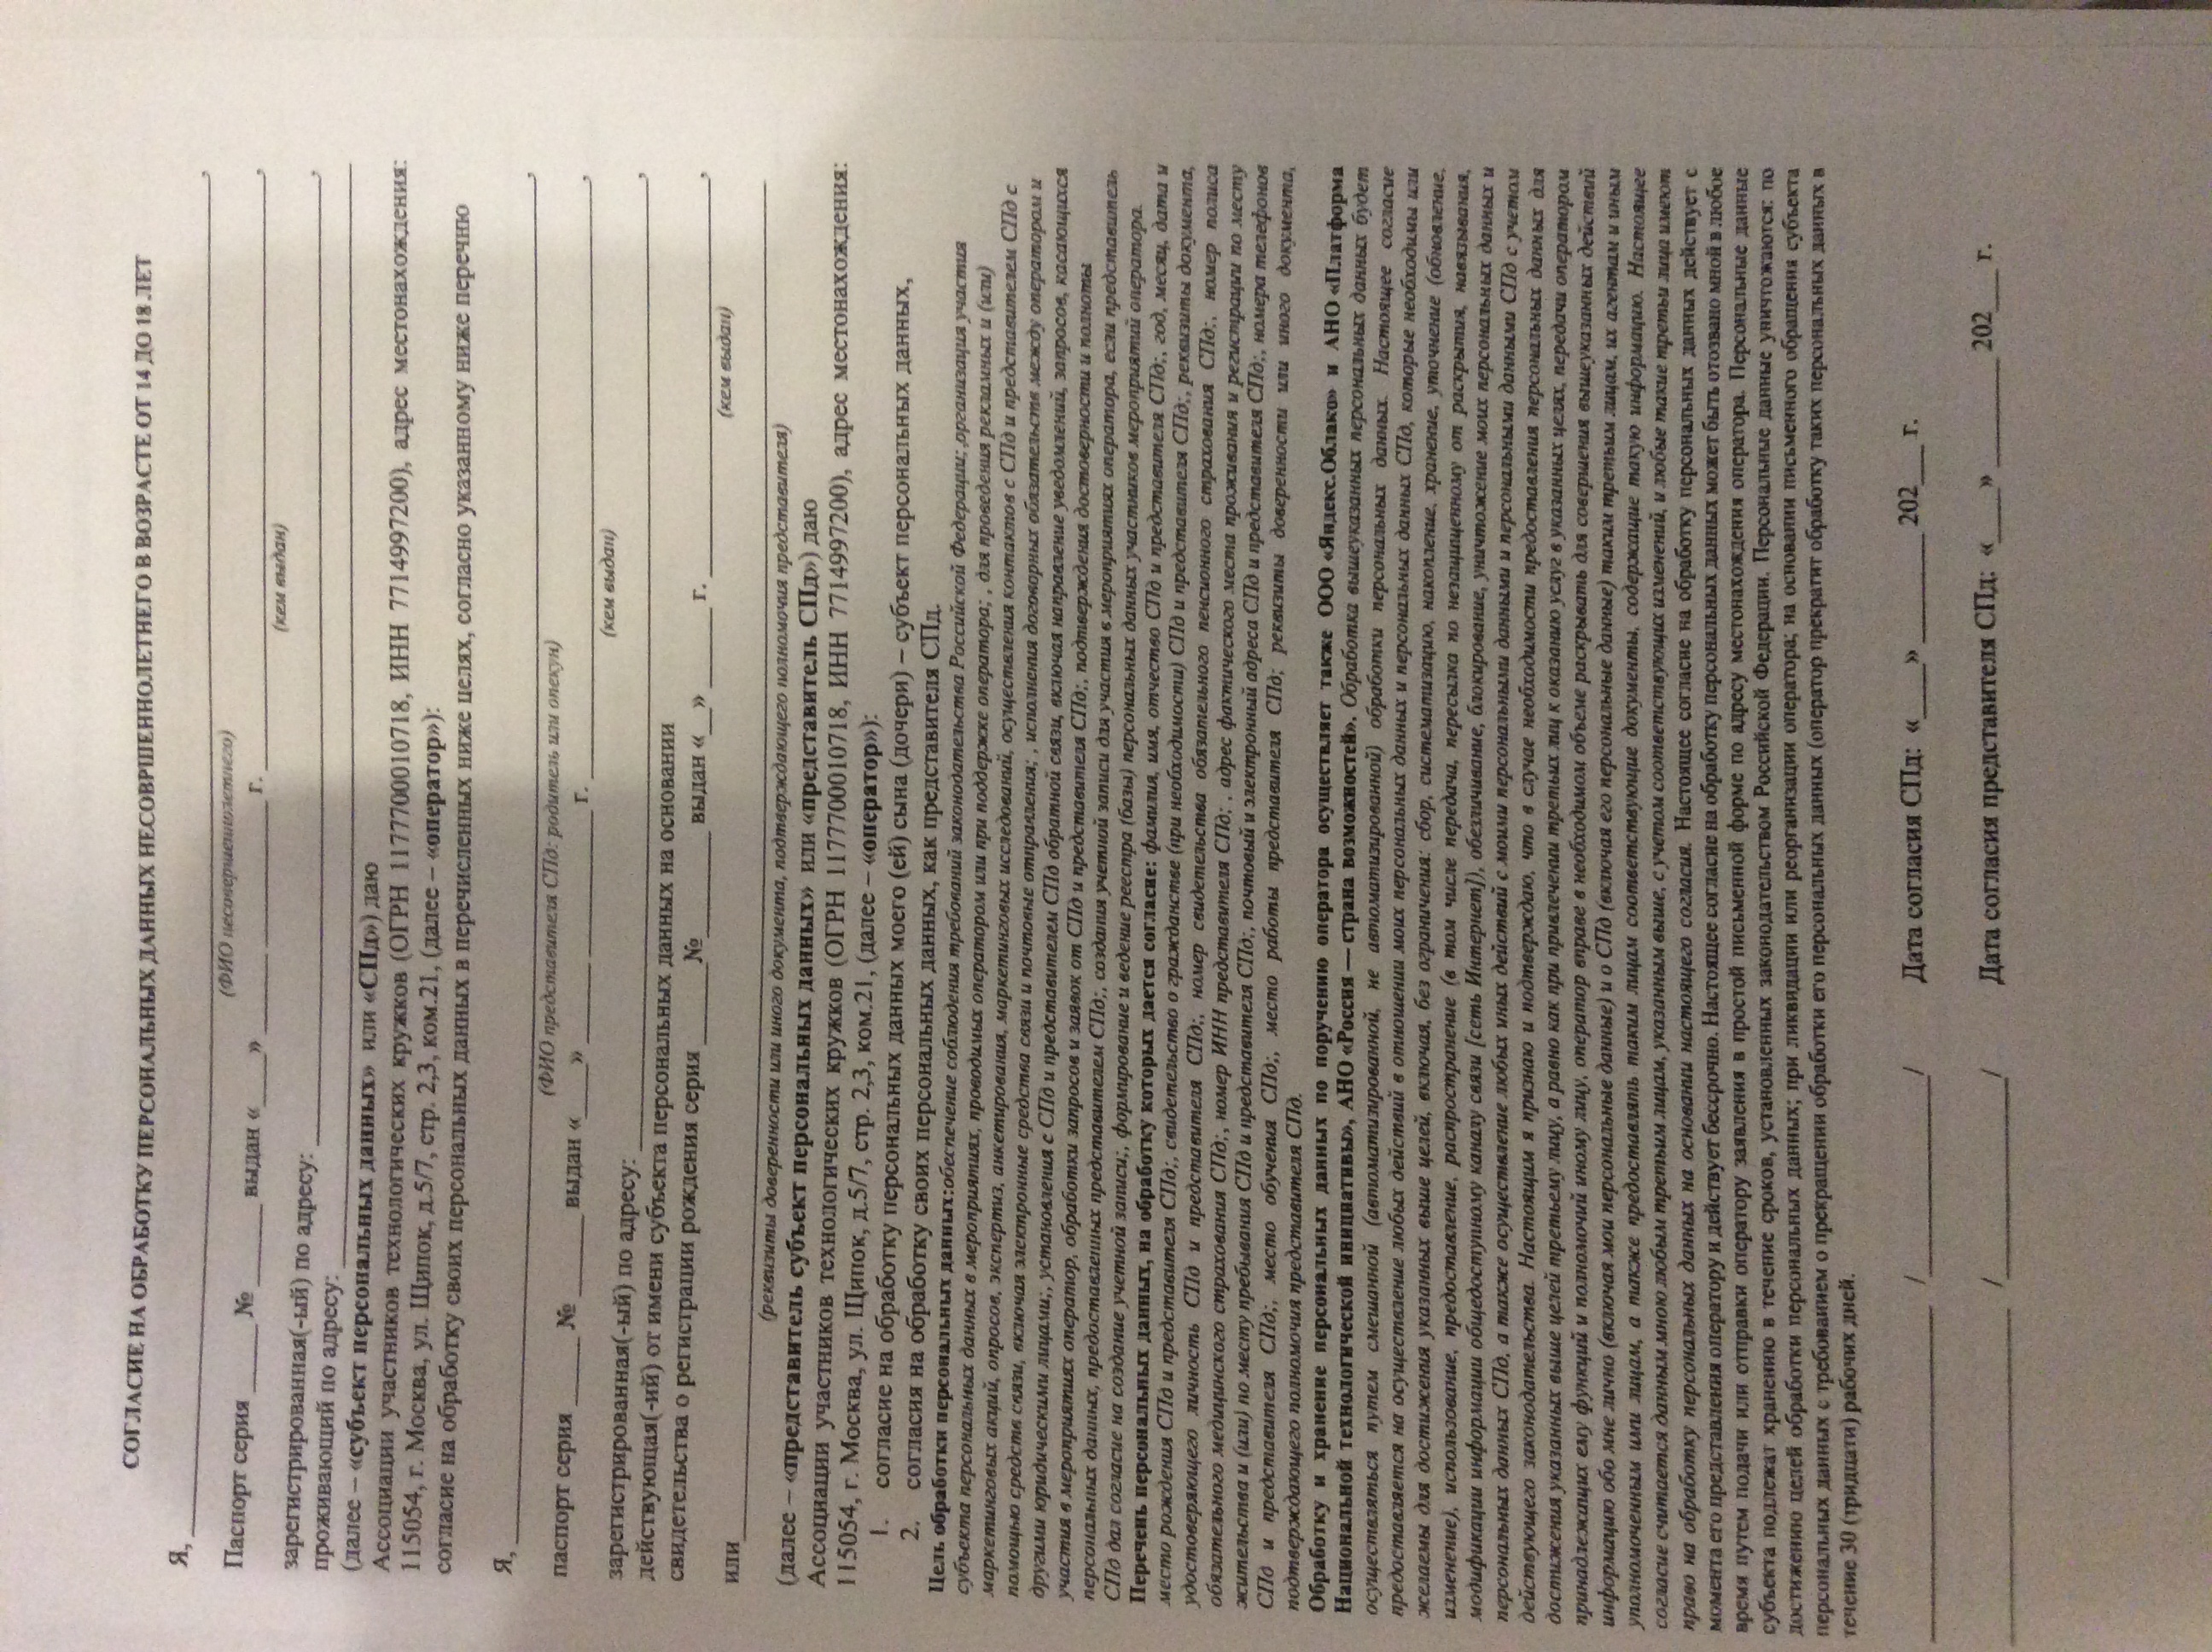 СОГЛАСИЕ НА ОБРАБОТКУ ПЕРСОНАЛЬНЫХ ДАННЫХ НЕСОВРШЕННОЛЕТНЕГО В ВОЗРАСТЕ ОТ 14 ДО 18 ЛЕТ
Я, ________________,
(ФИО несовершеннолетнего)
Паспорт серия _____ № ______ выдан «____» ______ ___________ г. ________________,
(кем выдан)
зарегистрированная(-ый) по адресу: ________________,
проживающий по адресу: ________________
(далее – «субъект персональных данных» или «СПд») даю
Ассоциации участников технологических кружков (ОГРН 1177700010718, ИНН 7714997200), адрес местонахождения:
115054, г. Москва, ул. Щипок, д.5/7, стр. 2,3, ком.21, (далее – «оператор»):
согласие на обработку своих персональных данных в перечисленных ниже целях, согласно указанному ниже перечню
Я, ________________,
(ФИО представителя СПд: родитель или опекун)
паспорт серия _____ № ______ выдан «____» ______ ___________ г. ________________,
(кем выдан)
зарегистрированная(-ый) по адресу: ________________,
действующая(-ий) от имени субъекта персональных данных на основании
свидетельства о регистрации рождения серия ______№________ выдан «__» ______ г. ________________,
(кем выдан)
или________________
(реквизиты доверенности или иного документа, подтверждающего полномочия представителя)
(далее – «представитель субъект персональных данных» или «представитель СПд») даю
Ассоциации участников технологических кружков (ОГРН 1177700010718, ИНН 7714997200), адрес местонахождения:
115054, г. Москва, ул. Щипок, д.5/7, стр. 2,3, ком.21, (далее – «оператор»):
1. согласие на обработку персональных данных моего (ей) сына (дочери) – субъект персональных данных,
2. согласия на обработку своих персональных данных, как представителя СПд.
Цель обработки персональных данных:обеспечение соблюдения требований законодательства Российской Федерации; ,организация участия
субъекта персональных данных в мероприятиях, проводимых оператором или при поддержке оператора; , для проведения рекламных и (или)
маркетинговых акций, опросов, экспертиз, анкетирования, маркетинговых исследований, осуществления контактов с СПд и представителем СПд с
помощью средств связи, включая электронные средства связи и почтовые отправления; , исполнения договорных обязательств между оператором и
другими юридическими лицами;, установления с СПд и представителем СПд обратной связи, включая направление уведомлений, запросов, касающихся
участия в мероприятиях оператор, обработки запросов и заявок от СПд и представителя СПд;, подтверждения достоверности и полноты
персональных данных, предоставленных представителем СПд;, создания учетной записи для участия в мероприятиях оператора, если представитель
СПд дал согласие на создание учетной записи;, формирование и ведение реестра (базы) персональных данных участников мероприятий оператора.
Перечень персональных данных, на обработку которых дается согласие: фамилия, имя, отчество СПд и представителя СПд;, год, месяц, дата и
место рождения СПд и представителя СПд;, свидетельство о гражданстве (при необходимости) СПд и представителя СПд;, реквизиты документа,
удостоверяющего личность СПд и представителя СПд;, номер свидетельства обязательного пенсионного страхования СПд;, номер полиса
обязательного медицинского страхования СПд;, номер ИНН представителя СПд; , адрес фактического места проживания и регистрации по месту
жительства и (или) по месту пребывания СПд и представителя СПд;, почтовый и электронный адреса СПд и представителя СПд;, номера телефонов
СПд и представителя СПд;, место обучения СПд;, место работы представителя СПд; реквизиты доверенности или иного документа,
подтверждающего полномочия представителя СПд.
Обработку и хранение персональных данных по поручению оператора осуществляет также ООО «Яндекс.Облако» и АНО «Платформа
Национальной технологической инициативы», АНО «Россия — страна возможностей». Обработка вышеуказанных персональных данных будет
осуществляться путем смешанной (автоматизированной, не автоматизированной) обработки персональных данных. Настоящее согласие
предоставляется на осуществление любых действий в отношении моих персональных данных и персональных данных СПд, которые необходимы или
желаемы для достижения указанных выше целей, включая, без ограничения: сбор, систематизацию, накопление, хранение, уточнение (обновление,
изменение), использование, предоставление, распространение (в том числе передача, пересылка по незащищенному от раскрытия, навязывания,
модификации информации общедоступному каналу связи [сеть Интернет]), обезличивание, блокирование, уничтожение моих персональных данных и
персональных данных СПд, а также осуществление любых иных действий с моими персональными данными и персональными данными СПд с учетом
действующего законодательства. Настоящим я признаю и подтверждаю, что в случае необходимости предоставления персональных данных для
достижения указанных выше целей третьему лицу, а равно как при привлечении третьих лиц к оказанию услуг в указанных целях, передачи оператором
принадлежащих ему функций и полномочий иному лицу, оператор вправе в необходимом объеме раскрывать для совершения вышеуказанных действий
информацию обо мне лично (включая мои персональные данные) и о СПд (включая его персональные данные) таким третьим лицам, их агентам и иным
уполномоченным ими лицам, а также предоставлять таким лицам соответствующие документы, содержащие такую информацию. Настоящее
согласие считается данным мною любым третьим лицам, указанным выше, с учетом соответствующих изменений, и любые такие третьи лица имеют
право на обработку персональных данных на основании настоящего согласия. Настоящее согласие на обработку персональных данных действует с
момента его представления оператору и действует бессрочно. Настоящее согласие на обработку персональных данных может быть отозвано мной в любое
время путем подачи или отправки оператору заявления в простой письменной форме по адресу местонахождения оператора. Персональные данные
субъекта подлежат хранению в течение сроков, установленных законодательством Российской Федерации. Персональные данные уничтожаются: по
достижению целей обработки персональных данных; при ликвидации или реорганизации оператора; на основании письменного обращения субъекта
персональных данных с требованием о прекращении обработки его персональных данных (оператор прекратит обработку таких персональных данных в
течение 30 (тридцати) рабочих дней.
________________ /______________/ Дата согласия СПд: «____» ________ 202___ г.
________________ /______________/ Дата согласия представителя СПд: «____» ________ 202___ г.